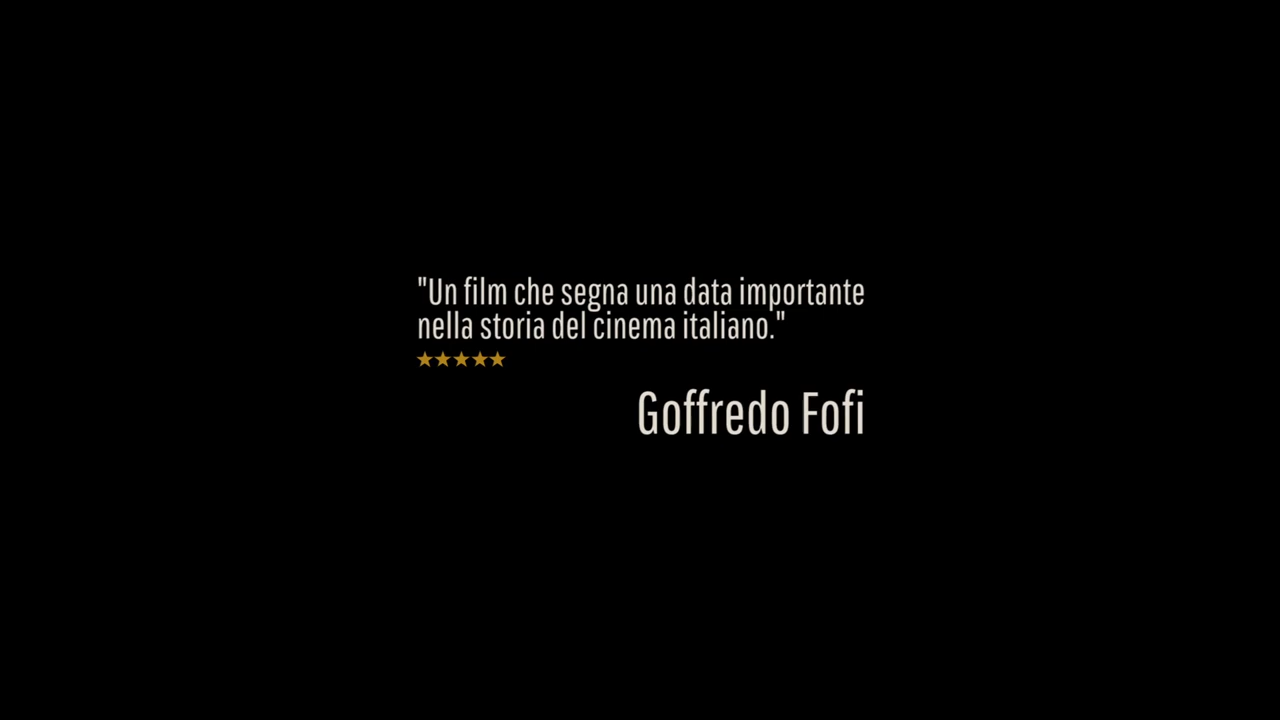 "Un film che segna una data importante
nella storia del cinema italiano."
★★★★★
Goffredo Fofi